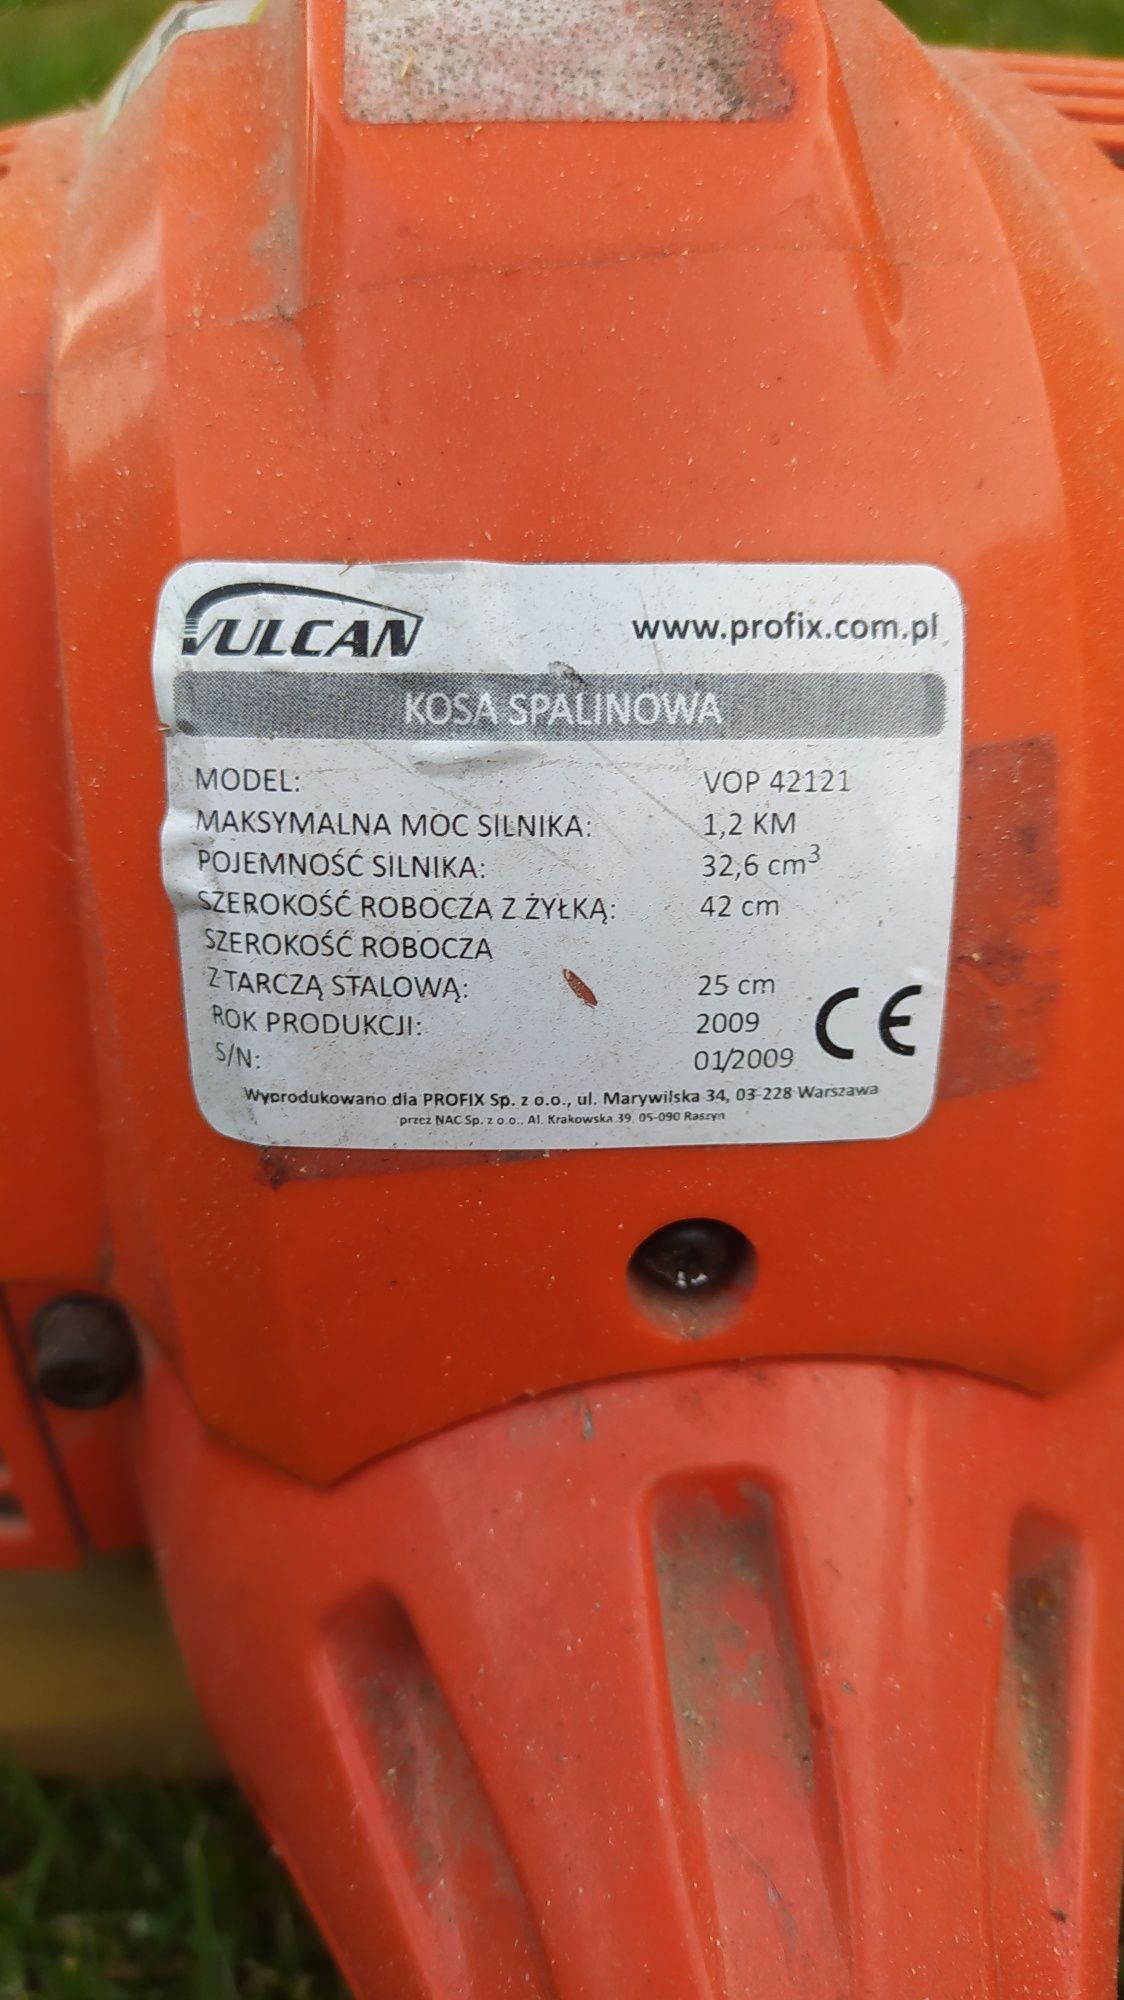 VULCAN www.profix.com.pl
KOSA SPALINOWA
MODEL: VOP 42121
MAKSYMALNA MOC SILNIKA: 1,2 KM
POJEMNOŚĆ SILNIKA: 32,6 cm³
SZEROKOŚĆ ROBOCZA Z ŻYŁKĄ: 42 cm
SZEROKOŚĆ ROBOCZA
Z TARCZĄ STALOWĄ: 25 cm
ROK PRODUKCJI: 2009
S/N: 01/2009
CE
Wyprodukowano dla PROFIX Sp. z o.o., ul. Marywilska 34, 03-228 Warszawa
przez NAC Sp. z o.o., Al. Krakowska 39, 05-090 Raszyn